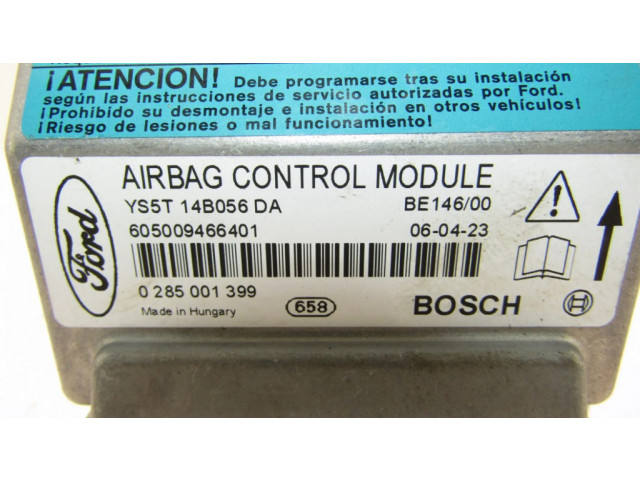 ¡ATENCION! Debe programarse tras su instalación
según las instrucciones de servicio autorizadas por Ford.
¡Prohibido su desmontaje e instalación en otros vehículos!
¡Riesgo de lesiones o mal funcionamiento!
AIRBAG CONTROL MODULE
YS5T 14B056 DA BE146/00
605009466401 06-04-23
Ford
0 285 001 399
Made in Hungary 658 BOSCH